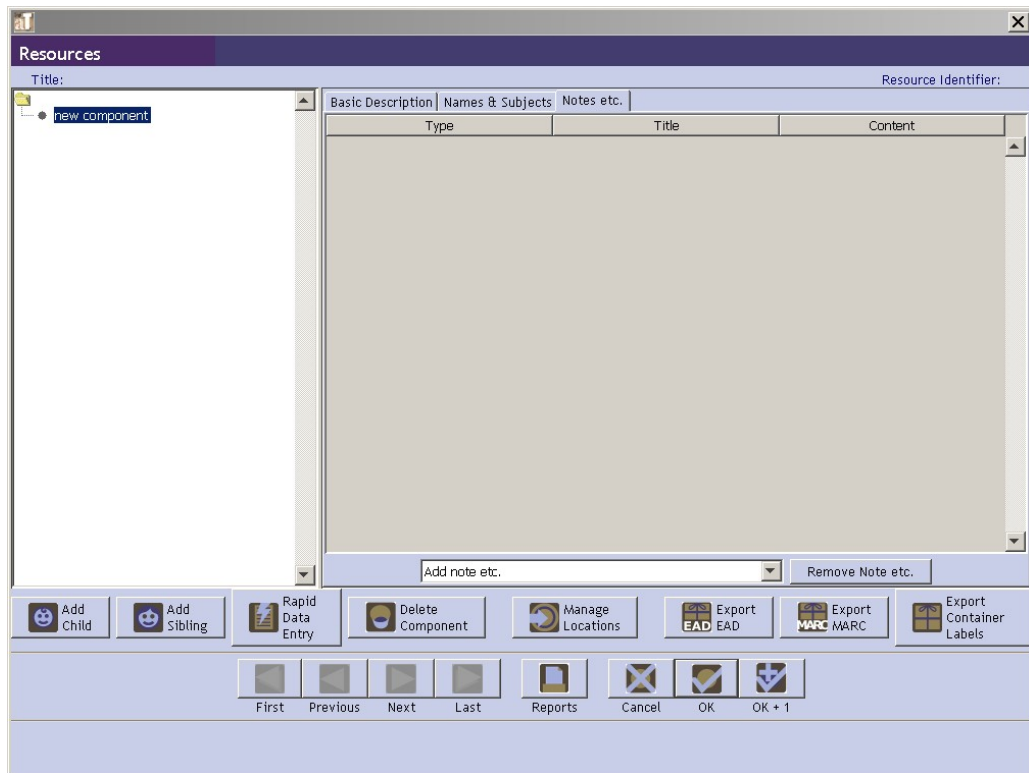 aT
Resources
Title:
Resource Identifier:
new component
Basic Description
Names & Subjects
Notes etc.
Type
Title
Content
Add note etc.
Remove Note etc.
Add
Child
Add
Sibling
Rapid
Data
Entry
Delete
Component
Manage
Locations
EAD
Export
EAD
MARC
Export
MARC
Export
Container
Labels
First
Previous
Next
Last
Reports
Cancel
OK
OK + 1